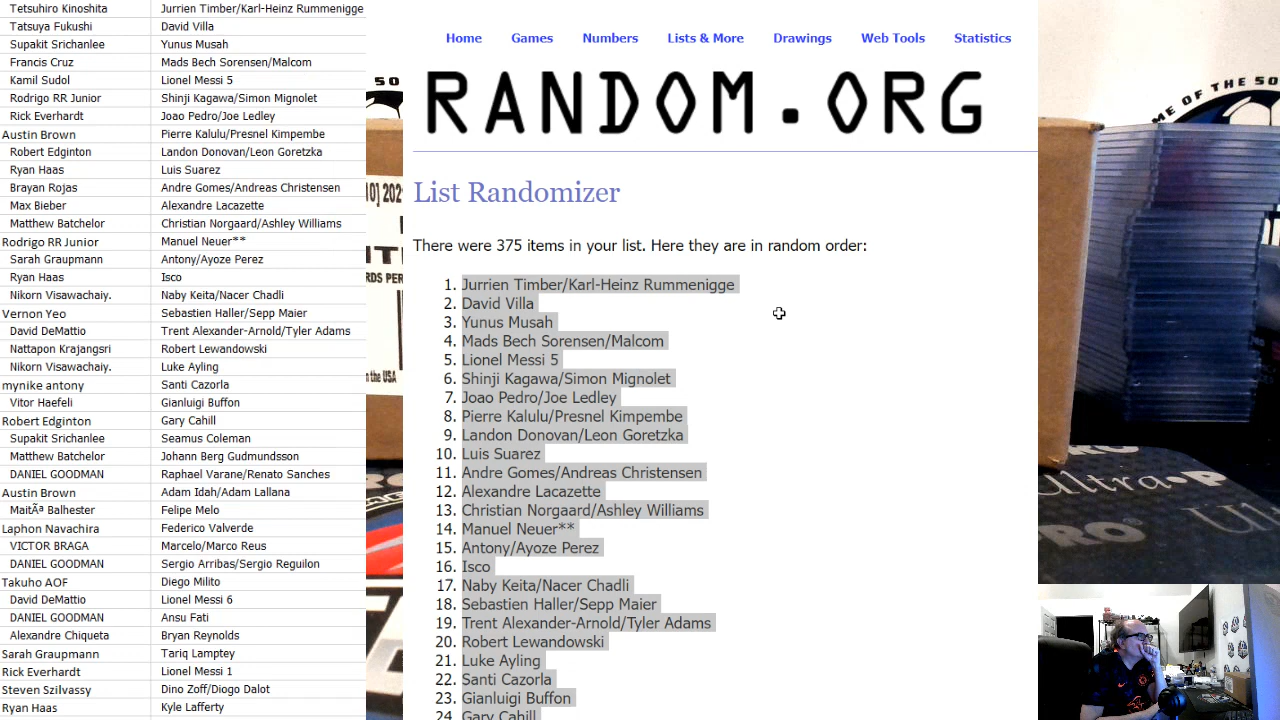 Tetsuhiro Kinoshita Jurrien Timber/Karl-Heinz Rummenigge
Tatsuya Fukushi David Villa
Supakit Srichanlee Yunus Musah
Francis Cruz Mads Bech Sorensen/Malcom
Kamil Sudol Lionel Messi 5
Rodrigo RR Junior Shinji Kagawa/Simon Mignolet
Rick Everhardt Joao Pedro/Joe Ledley
Austin Brown Pierre Kalulu/Presnel Kimpembe
Robert Edginton Landon Donovan/Leon Goretzka
Ryan Haas Luis Suarez
Brayan Rojas Andre Gomes/Andreas Christensen
Max Bieber Alexandre Lacazette
Matthew Batchelor Christian Norgaard/Ashley Williams
Rodrigo RR Junior Manuel Neuer**
Sarah Graupmann Antony/Ayoze Perez
Ryan Haas Isco
Nikorn Visawachaiy. Naby Keita/Nacer Chadli
Vernon Yeo Sebastien Haller/Sepp Maier
David DeMattio Trent Alexander-Arnold/Tyler Adams
Nattapon Krajangsri Robert Lewandowski
Nikorn Visawachaiy. Luke Ayling
mynike antony Santi Cazorla
Vitor Haefeli Gianluigi Buffon
Robert Edginton Gary Cahill
Supakit Srichanlee Seamus Coleman
Matthew Batchelor Johann Berg Gudmundsson
DANIEL GOODMAN Raphael Varane/Renato Sanches
Austin Brown Adam Idah/Adam Lallana
MaitÃª Balhester Felipe Melo
Laphon Navachira Federico Valverde
VICTOR BRAGA Marcelo/Marco Reus
DANIEL GOODMAN Sergio Arribas/Sergio Reguilon
Takuho AOF Diego Milito
David DeMattio Lionel Messi 6
DANIEL GOODMAN Ansu Fati
Alexandre Chiqueta Bryan Reynolds
Sarah Graupmann Tariq Lamptey
Rick Everhardt Lionel Messi 1
Steven Szilvassy Dino Zoff/Diogo Dalot
Ryan Haas Kyle Lafferty
Home Games Numbers Lists & More Drawings Web Tools Statistics
RANDOM.ORG
List Randomizer
There were 375 items in your list. Here they are in random order:
1. Jurrien Timber/Karl-Heinz Rummenigge
2. David Villa
3. Yunus Musah
4. Mads Bech Sorensen/Malcom
5. Lionel Messi 5
6. Shinji Kagawa/Simon Mignolet
7. Joao Pedro/Joe Ledley
8. Pierre Kalulu/Presnel Kimpembe
9. Landon Donovan/Leon Goretzka
10. Luis Suarez
11. Andre Gomes/Andreas Christensen
12. Alexandre Lacazette
13. Christian Norgaard/Ashley Williams
14. Manuel Neuer**
15. Antony/Ayoze Perez
16. Isco
17. Naby Keita/Nacer Chadli
18. Sebastien Haller/Sepp Maier
19. Trent Alexander-Arnold/Tyler Adams
20. Robert Lewandowski
21. Luke Ayling
22. Santi Cazorla
23. Gianluigi Buffon
24. Gary Cahill
in the USA
OF THE
Ultra